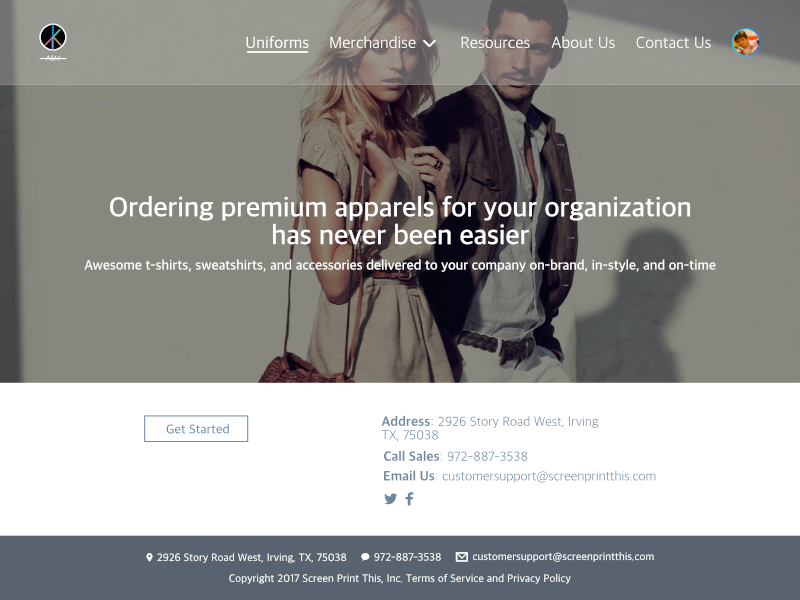 A&M
Uniforms Merchandise Resources About Us Contact Us
Ordering premium apparels for your organization
has never been easier
Awesome t-shirts, sweatshirts, and accessories delivered to your company on-brand, in-style, and on-time
Get Started
Address: 2926 Story Road West, Irving
TX, 75038
Call Sales: 972-887-3538
Email Us: customersupport@screenprintthis.com
2926 Story Road West, Irving, TX, 75038 972-887-3538 customersupport@screenprintthis.com
Copyright 2017 Screen Print This, Inc. Terms of Service and Privacy Policy